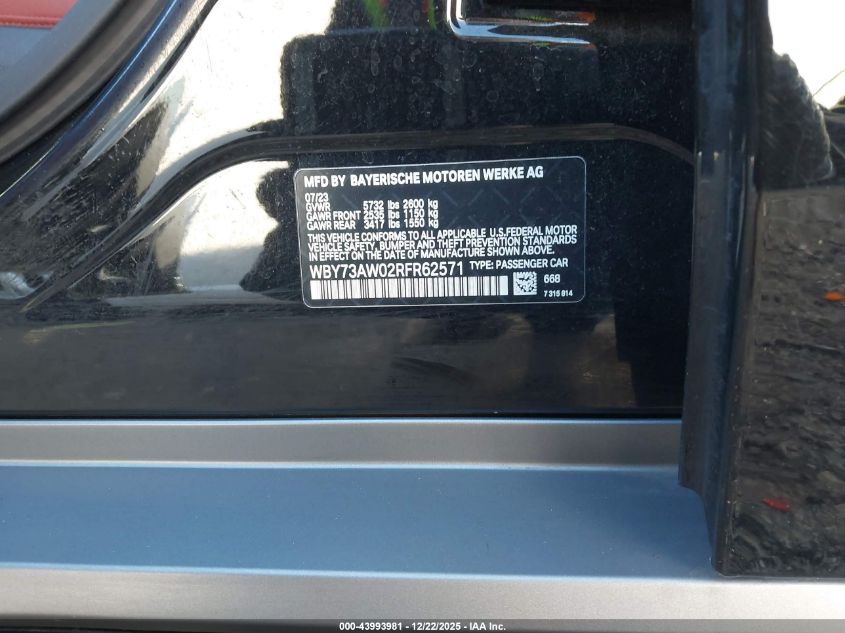 MFD BY BAYERISCHE MOTOREN WERKE AG
07/23
GVWR 5732 lbs 2600 kg
GAWR FRONT 2535 lbs 1150 kg
GAWR REAR 3417 lbs 1550 kg
THIS VEHICLE CONFORMS TO ALL APPLICABLE U.S.FEDERAL MOTOR
VEHICLE SAFETY, BUMPER AND THEFT PREVENTION STANDARDS
IN EFFECT ON THE DATE OF MANUFACTURE SHOWN ABOVE.
WBY73AW02RFR62571 TYPE: PASSENGER CAR
668
7 315 814
000-43993981 - 12/22/2025 - IAA Inc.